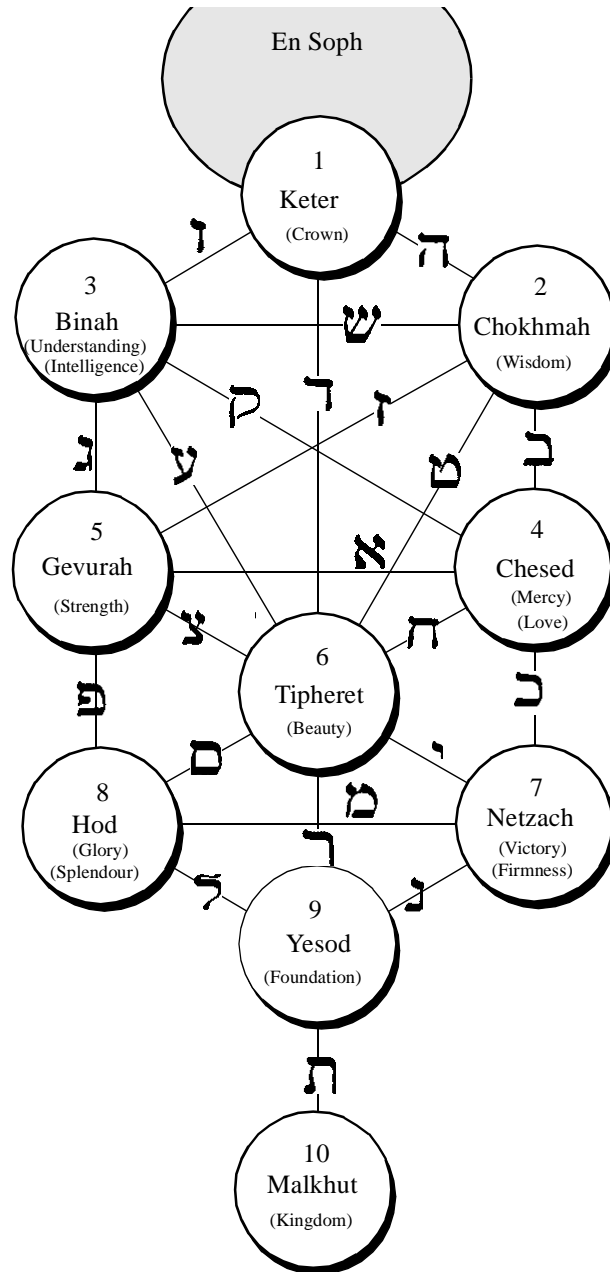 En Soph
1
Keter
(Crown)
ו
ה
3
Binah
(Understanding)
(Intelligence)
2
Chokhmah
(Wisdom)
ש
ק
ד
ז
ג
ע
ט
ב
5
Gevurah
(Strength)
א
4
Chesed
(Mercy)
(Love)
צ
ח
6
Tipheret
(Beauty)
פ
כ
ס
י
8
Hod
(Glory)
(Splendour)
מ
7
Netzach
(Victory)
(Firmness)
ר
ל
נ
9
Yesod
(Foundation)
ת
10
Malkhut
(Kingdom)